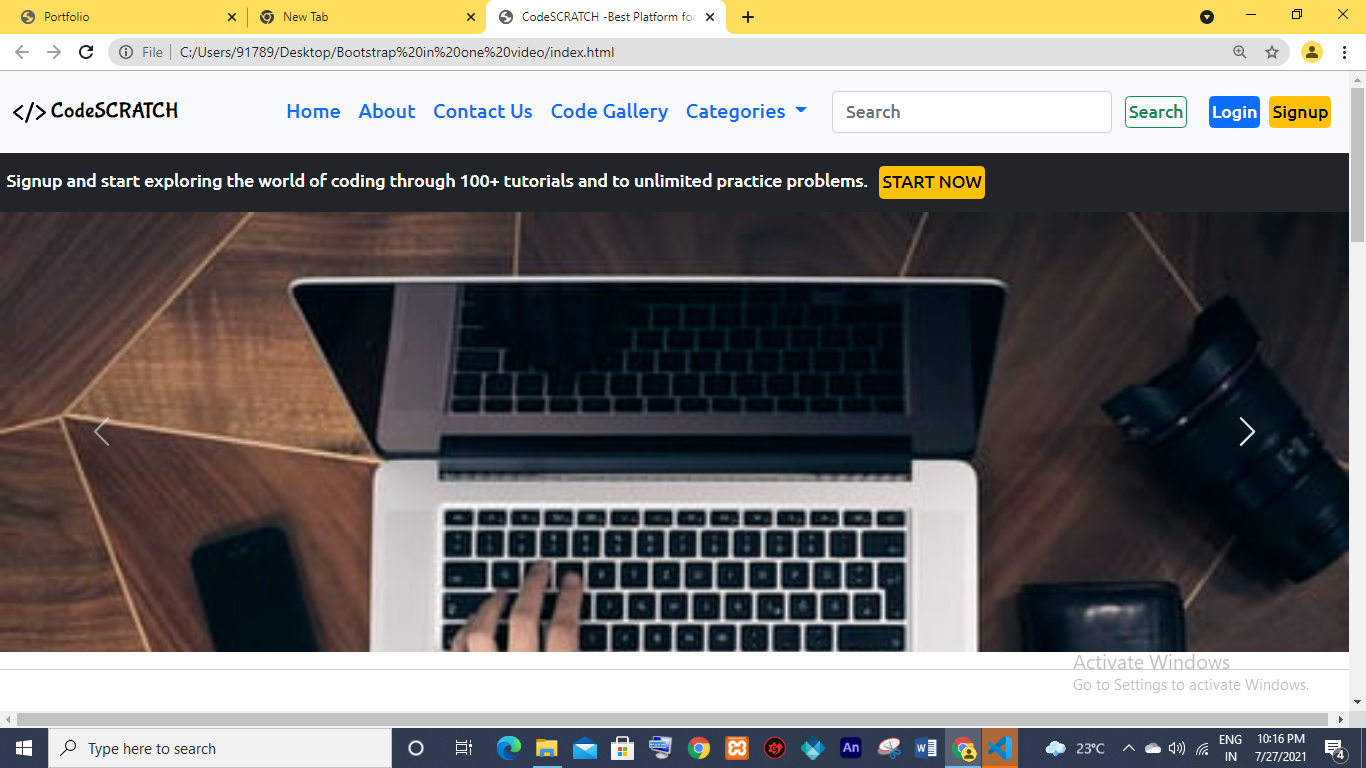 Portfolio
New Tab
CodeSCRATCH -Best Platform for
File
C:/Users/91789/Desktop/Bootstrap%20in%20one%20video/index.html
</> CodeSCRATCH
Home
About
Contact Us
Code Gallery
Categories
Search
Search
Login
Signup
Signup and start exploring the world of coding through 100+ tutorials and to unlimited practice problems.
START NOW
Activate Windows
Go to Settings to activate Windows.
Type here to search
An
23°C
ENG
IN
10:16 PM
7/27/2021
4